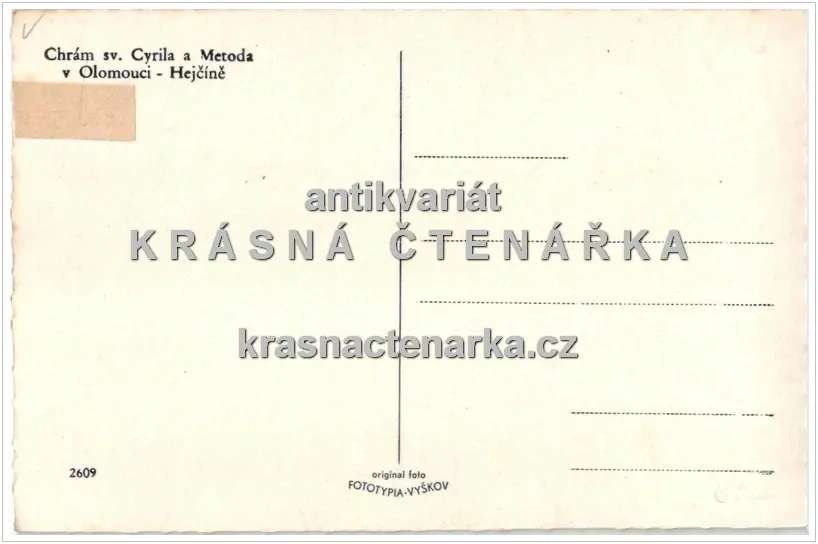 Chrám sv. Cyrila a Metoda
v Olomouci - Hejčíně
antikvariát
KRÁSNÁ ČTENÁŘKA
krasnactenarka.cz
2609
original foto
FOTOTYPIA-VYŠKOV